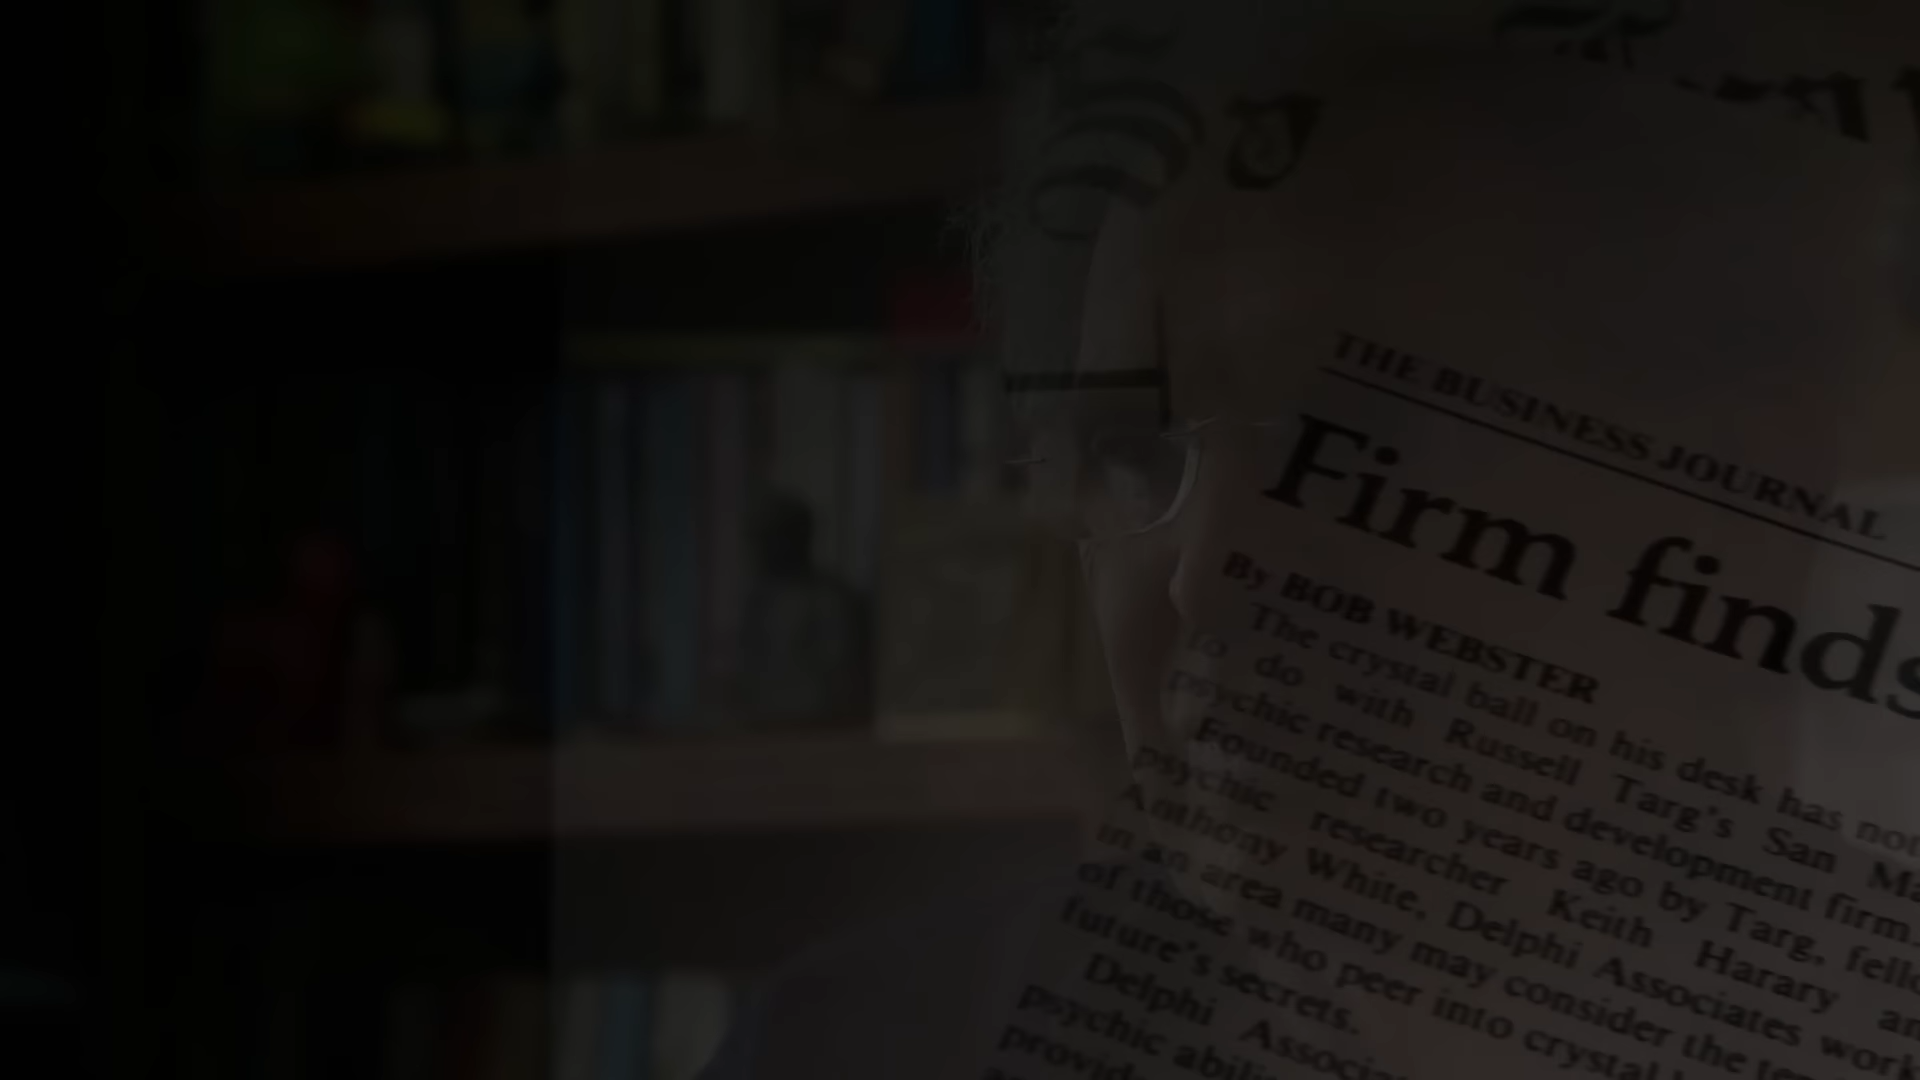 THE BUSINESS JOURNAL
Firm finds
By BOB WEBSTER
The crystal ball on his desk has not
to do with Russell Targ's San Ma
psychic research and development firm.
Founded two years ago by Targ, fello
psychic researcher Keith Harary an
Anthony White, Delphi Associates work
in an area many may consider the
of those who peer into crystal
future's secrets.
Delphi Associa
psychic abili
provid